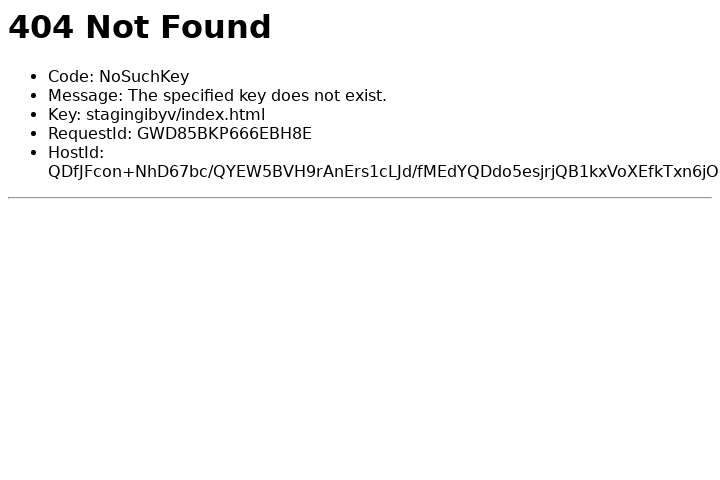 404 Not Found
Code: NoSuchKey
Message: The specified key does not exist.
Key: stagingibyv/index.html
RequestId: GWD85BKP666EBH8E
HostId:
QDfJFcon+NhD67bc/QYEW5BVH9rAnErs1cLJd/fMEdYQDdo5esjrjQB1kxVoXEfkTxn6jO